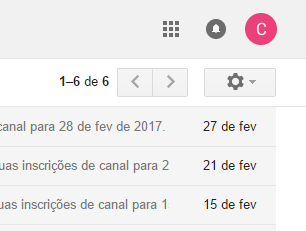 C
1–6 de 6
canal para 28 de fev de 2017. 27 de fev
uas inscrições de canal para 2 21 de fev
uas inscrições de canal para 1 15 de fev